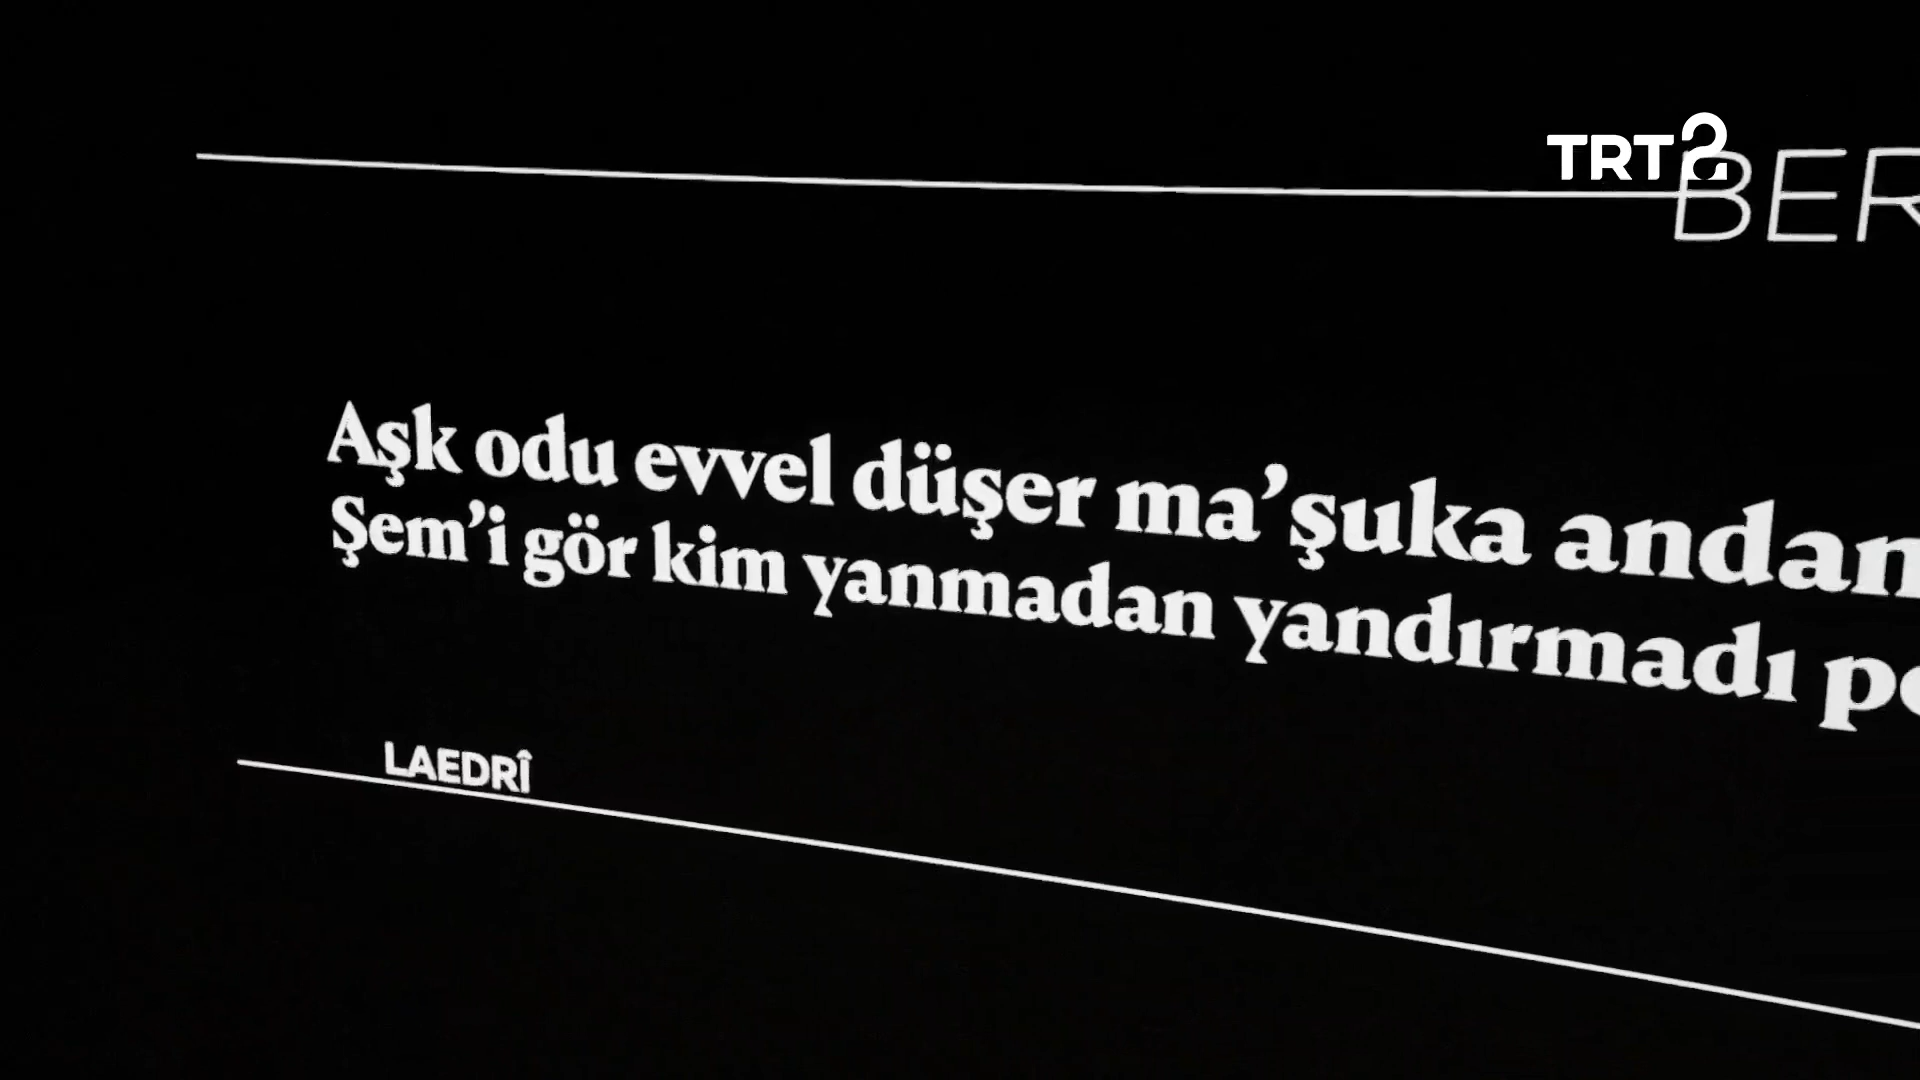 TRT2
BER
Aşk odu evvel düşer ma’şuka andan
Şem’i gör kim yanmadan yandırmadı
LAEDRÎ